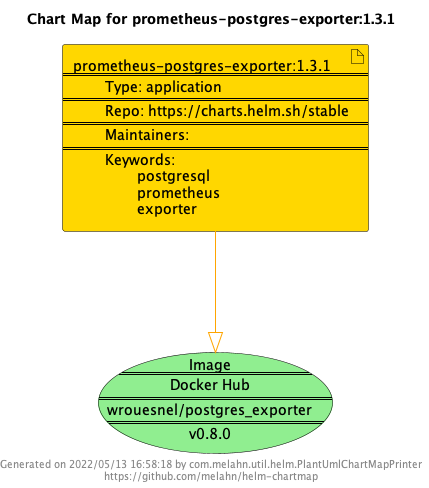 Chart Map for prometheus-postgres-exporter:1.3.1
prometheus-postgres-exporter:1.3.1
Type: application
Repo: https://charts.helm.sh/stable
Maintainers:
Keywords:
postgresql
prometheus
exporter
Image
Docker Hub
wrouesnel/postgres_exporter
v0.8.0
Generated on 2022/05/13 16:58:18 by com.melahn.util.helm.PlantUmlChartMapPrinter
https://github.com/melahn/helm-chartmap